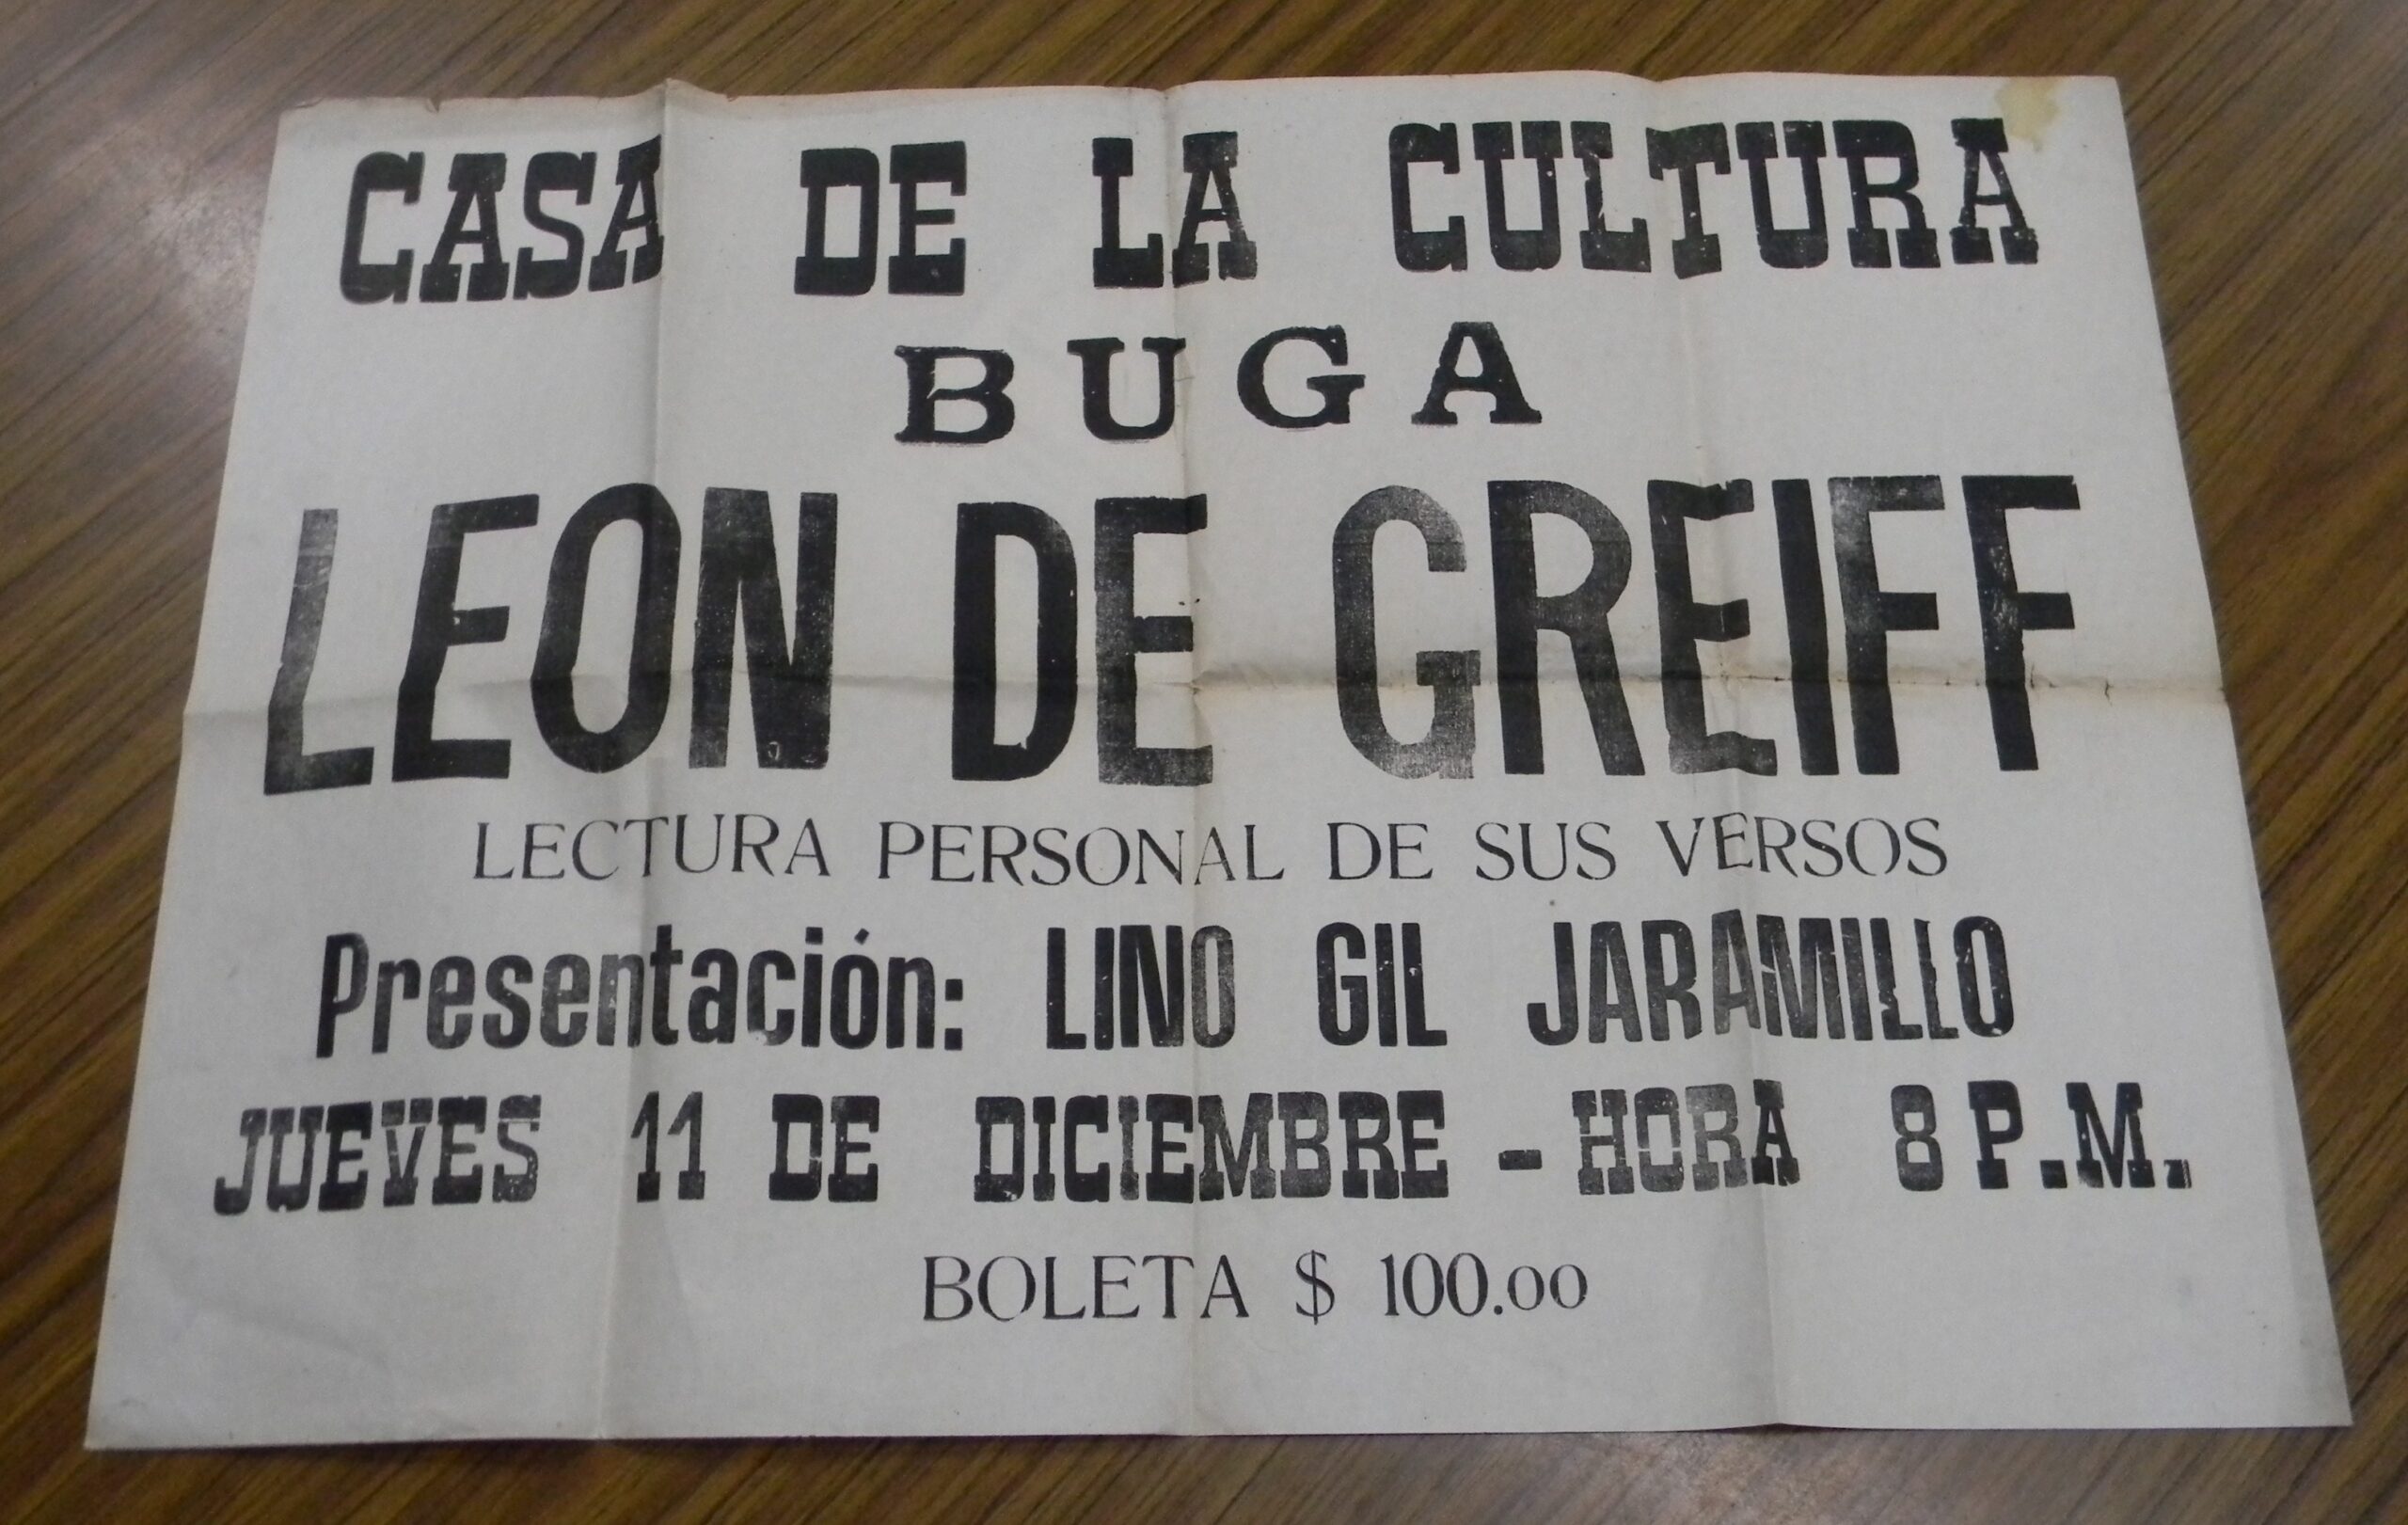 CASA DE LA CULTURA
BUGA
LEON DE GREIFF
LECTURA PERSONAL DE SUS VERSOS
Presentación: LINO GIL JARAMILLO
JUEVES 11 DE DICIEMBRE - HORA 8 P.M.
BOLETA $ 100.00